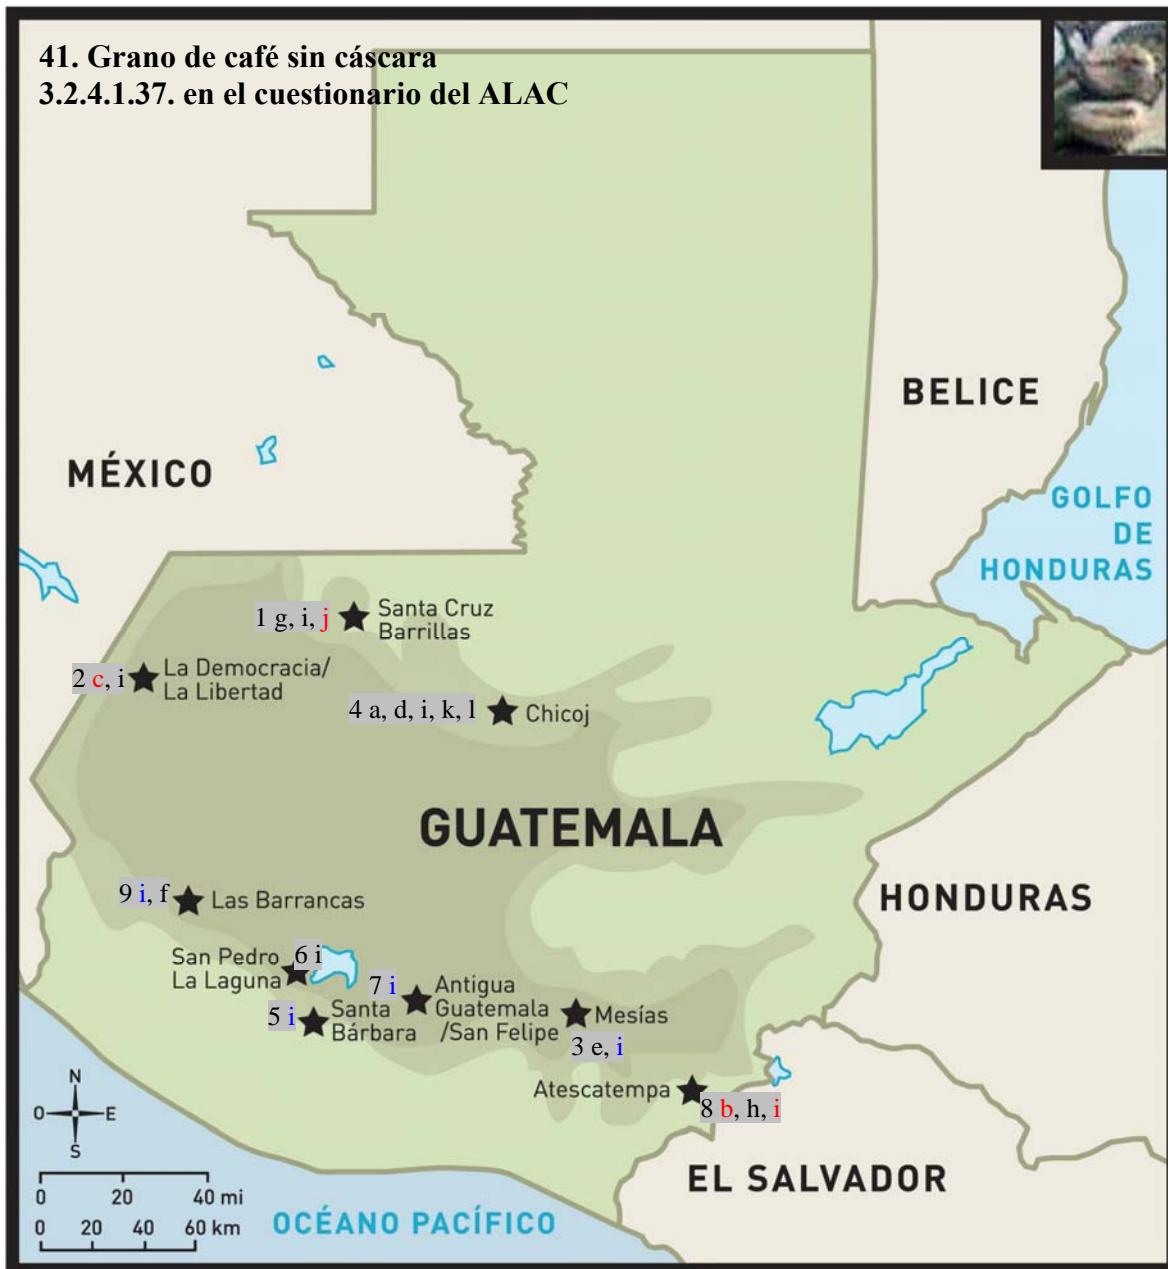 41. Grano de café sin cáscara
3.2.4.1.37. en el cuestionario del ALAC
BELICE
MÉXICO
GOLFO
DE
HONDURAS
1 g, i, j
Santa Cruz
Barrillas
2 c, i
La Democracia/
La Libertad
4 a, d, i, k, l
Chicoj
GUATEMALA
HONDURAS
9 i, f
Las Barrancas
San Pedro
La Laguna
6 i
7 i
Antigua
Guatemala
/San Felipe
5 i
Santa
Bárbara
Mesías
3 e, i
Atescatempa
8 b, h, i
N
O
E
S
0 20 40 mi
0 20 40 60 km
OCÉANO PACÍFICO
EL SALVADOR